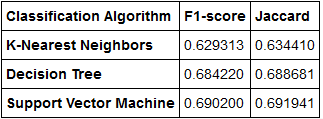 Classification Algorithm F1-score Jaccard
K-Nearest Neighbors 0.629313 0.634410
Decision Tree 0.684220 0.688681
Support Vector Machine 0.690200 0.691941